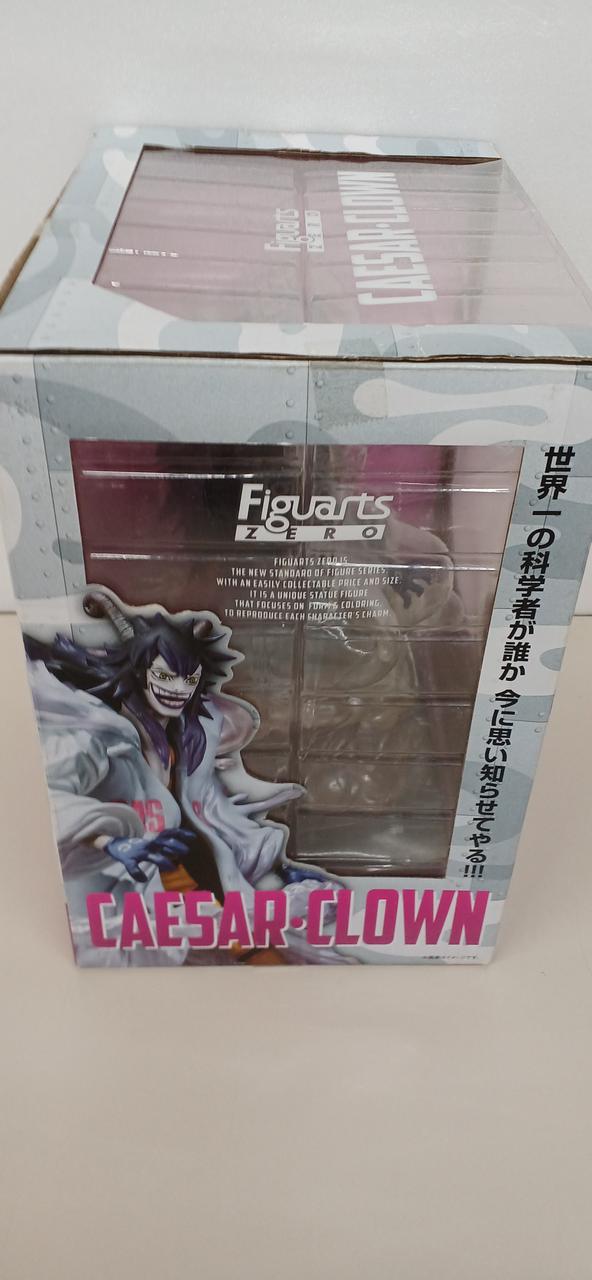 Figuarts
ZERO
CAESAR·CLOWN
Figuarts
ZERO
FIGUARTS ZERO IS
THE NEW STANDARD OF FIGURE SERIES,
WITH AN EASILY COLLECTABLE PRICE AND SIZE.
IT IS A UNIQUE STATUE FIGURE
THAT FOCUSES ON FORM & COLORING,
TO REPRODUCE EACH CHARACTER'S CHARM.
世界一の科学者が誰か 今に思い知らせてやる!!!
CAESAR·CLOWN